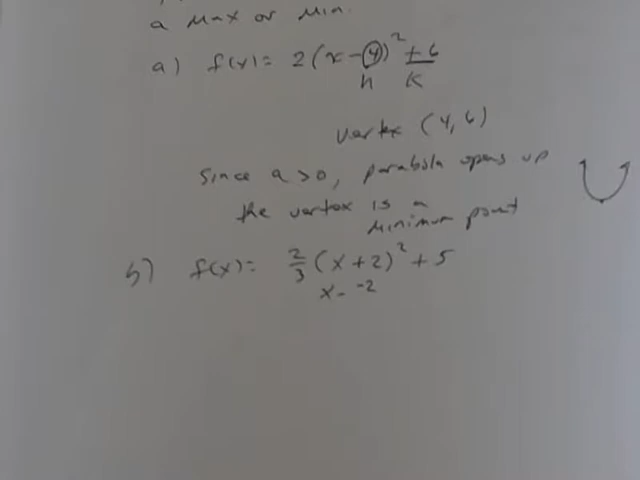 a max or min.
a) f(x) = 2(x-4)² + 6
h k
vertex (4, 6)
Since a > 0, parabola opens up
the vertex is a
minimum point
b) f(x) = 2/3 (x+2)² + 5
x - -2